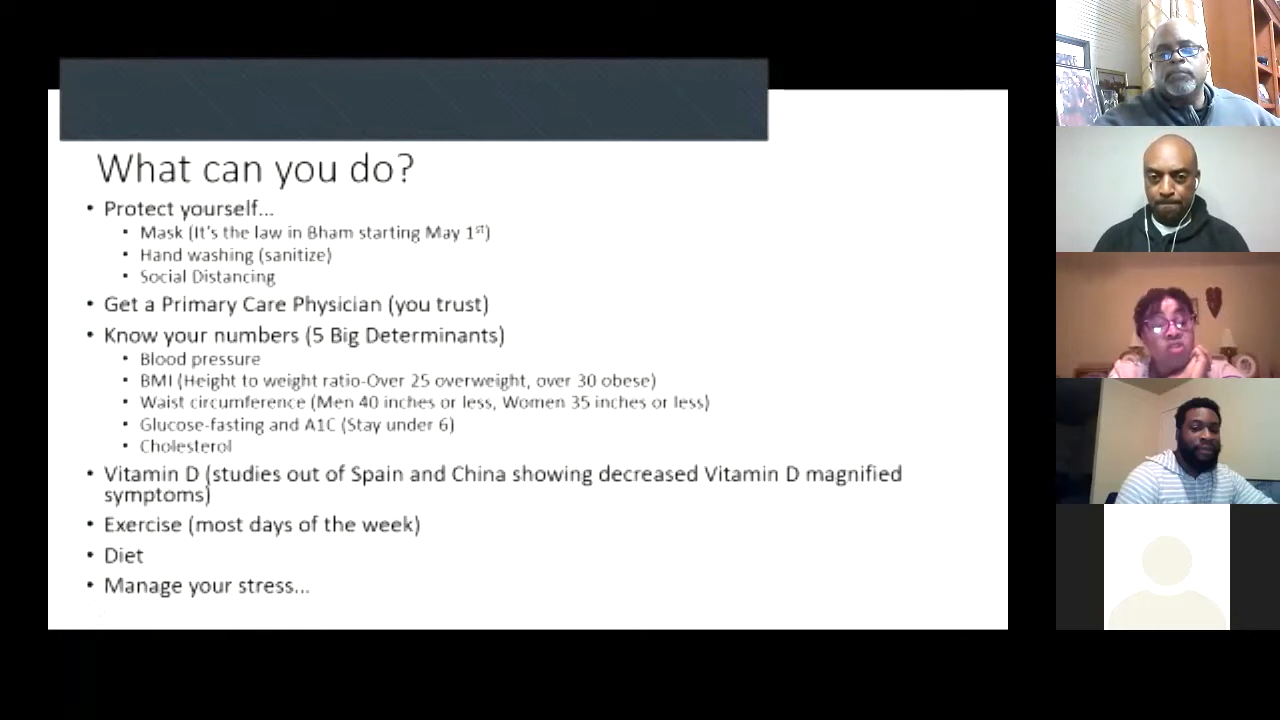 What can you do?
• Protect yourself...
• Mask (It's the law in Bham starting May 1st)
• Hand washing (sanitize)
• Social Distancing
• Get a Primary Care Physician (you trust)
• Know your numbers (5 Big Determinants)
• Blood pressure
• BMI (Height to weight ratio-Over 25 overweight, over 30 obese)
• Waist circumference (Men 40 inches or less, Women 35 inches or less)
• Glucose-fasting and A1C (Stay under 6)
• Cholesterol
• Vitamin D (studies out of Spain and China showing decreased Vitamin D magnified
symptoms)
• Exercise (most days of the week)
• Diet
• Manage your stress...